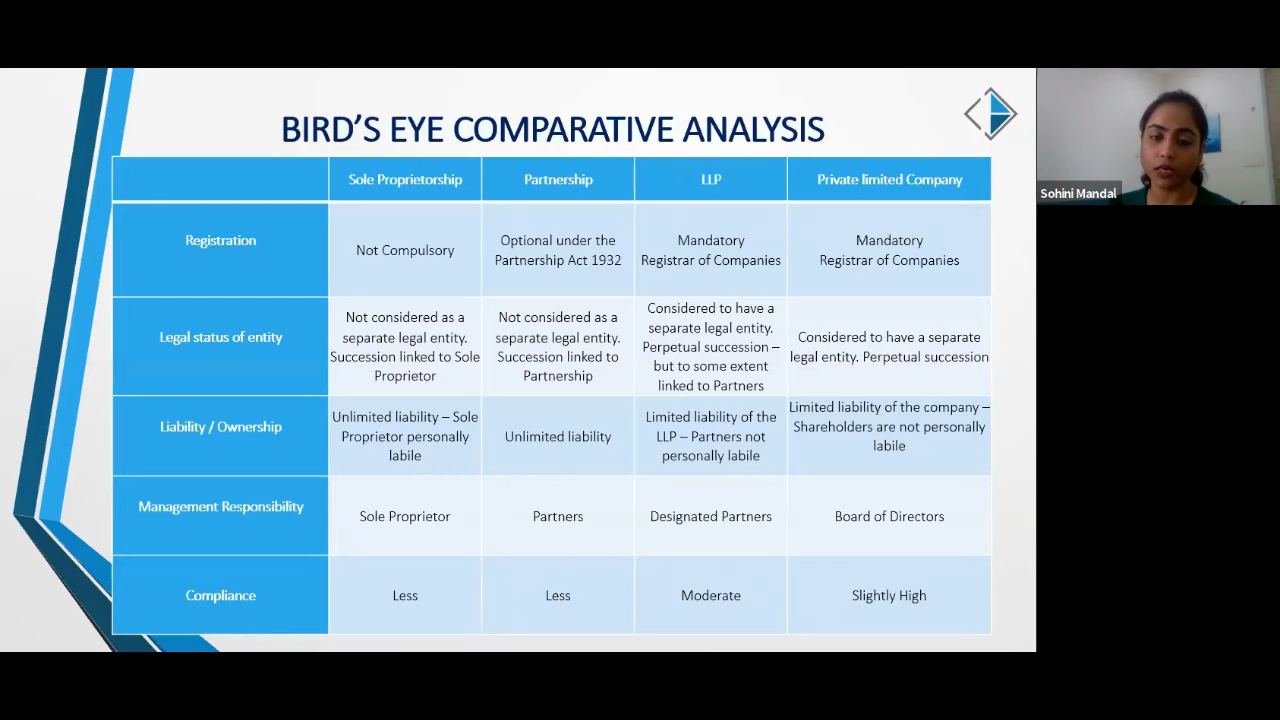 BIRD'S EYE COMPARATIVE ANALYSIS
Sole Proprietorship
Partnership
LLP
Private limited Company
Registration
Not Compulsory
Optional under the
Partnership Act 1932
Mandatory
Registrar of Companies
Mandatory
Registrar of Companies
Legal status of entity
Not considered as a
separate legal entity.
Succession linked to Sole
Proprietor
Not considered as a
separate legal entity.
Succession linked to
Partnership
Considered to have a
separate legal entity.
Perpetual succession –
but to some extent
linked to Partners
Considered to have a separate
legal entity. Perpetual succession
Liability / Ownership
Unlimited liability – Sole
Proprietor personally
labile
Unlimited liability
Limited liability of the
LLP – Partners not
personally labile
Limited liability of the company –
Shareholders are not personally
labile
Management Responsibility
Sole Proprietor
Partners
Designated Partners
Board of Directors
Compliance
Less
Less
Moderate
Slightly High
Sohini Mandal